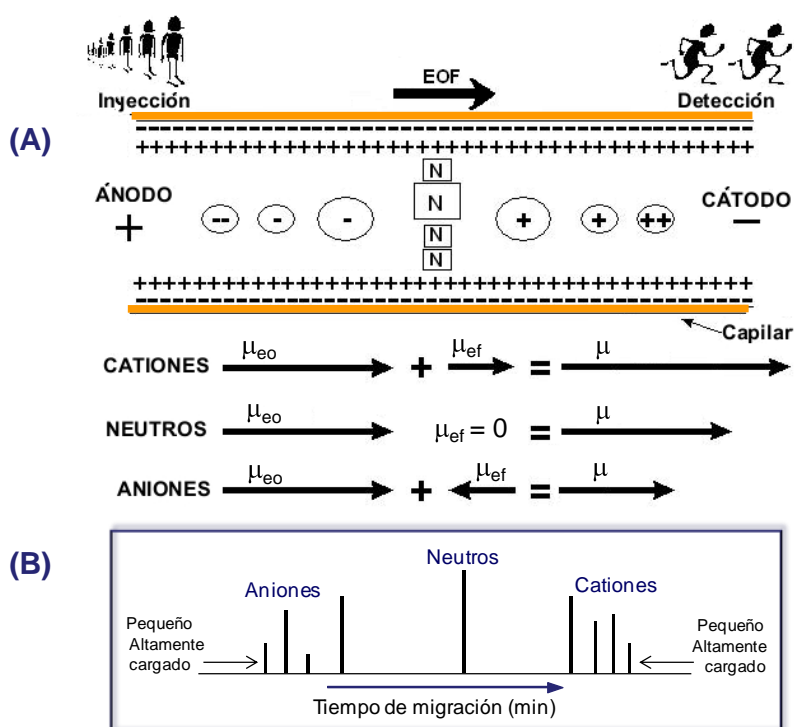 Inyección
EOF
Detección
(A)
ÁNODO
+
-- - - N N N N + + ++
CÁTODO
−
Capilar
CATIONES μeo + μef = μ
NEUTROS μeo μef = 0 = μ
ANIONES μeo + μef = μ
(B)
Neutros
Aniones
Cationes
Pequeño
Altamente
cargado
Pequeño
Altamente
cargado
Tiempo de migración (min)